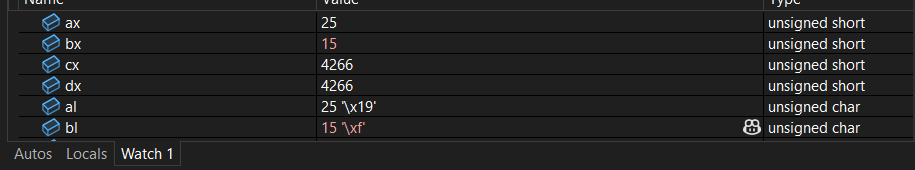 Name Value Type
ax 25 unsigned short
bx 15 unsigned short
cx 4266 unsigned short
dx 4266 unsigned short
al 25 '\x19' unsigned char
bl 15 '\xf' unsigned char
Autos Locals Watch 1